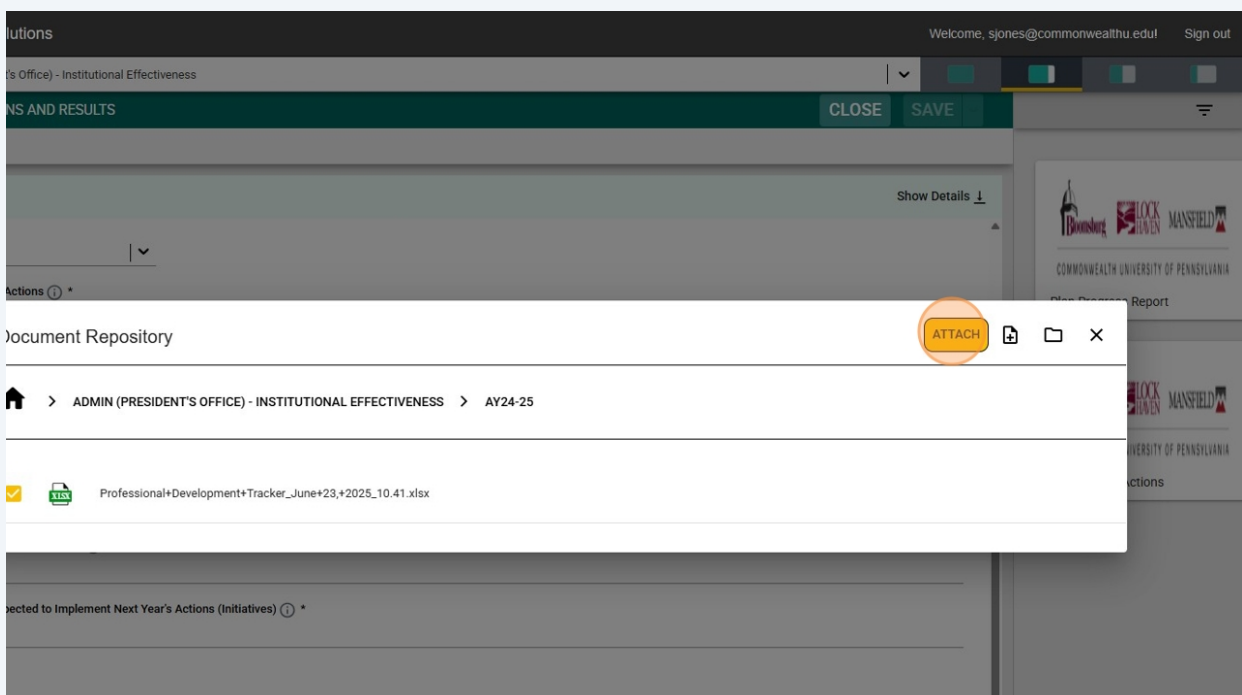 lutions
Welcome, sjones@commonwealthu.edu! Sign out
t's Office) - Institutional Effectiveness
NS AND RESULTS
CLOSE SAVE
Show Details
Bloomsburg LOCK HAVEN MANSFIELD
COMMONWEALTH UNIVERSITY OF PENNSYLVANIA
Actions *
Plan Progress Report
Document Repository
ATTACH
LOCK HAVEN MANSFIELD
ADMIN (PRESIDENT'S OFFICE) - INSTITUTIONAL EFFECTIVENESS > AY24-25
IVERSITY OF PENNSYLVANIA
Actions
XLSX Professional+Development+Tracker_June+23,+2025_10.41.xlsx
pected to Implement Next Year's Actions (Initiatives) *